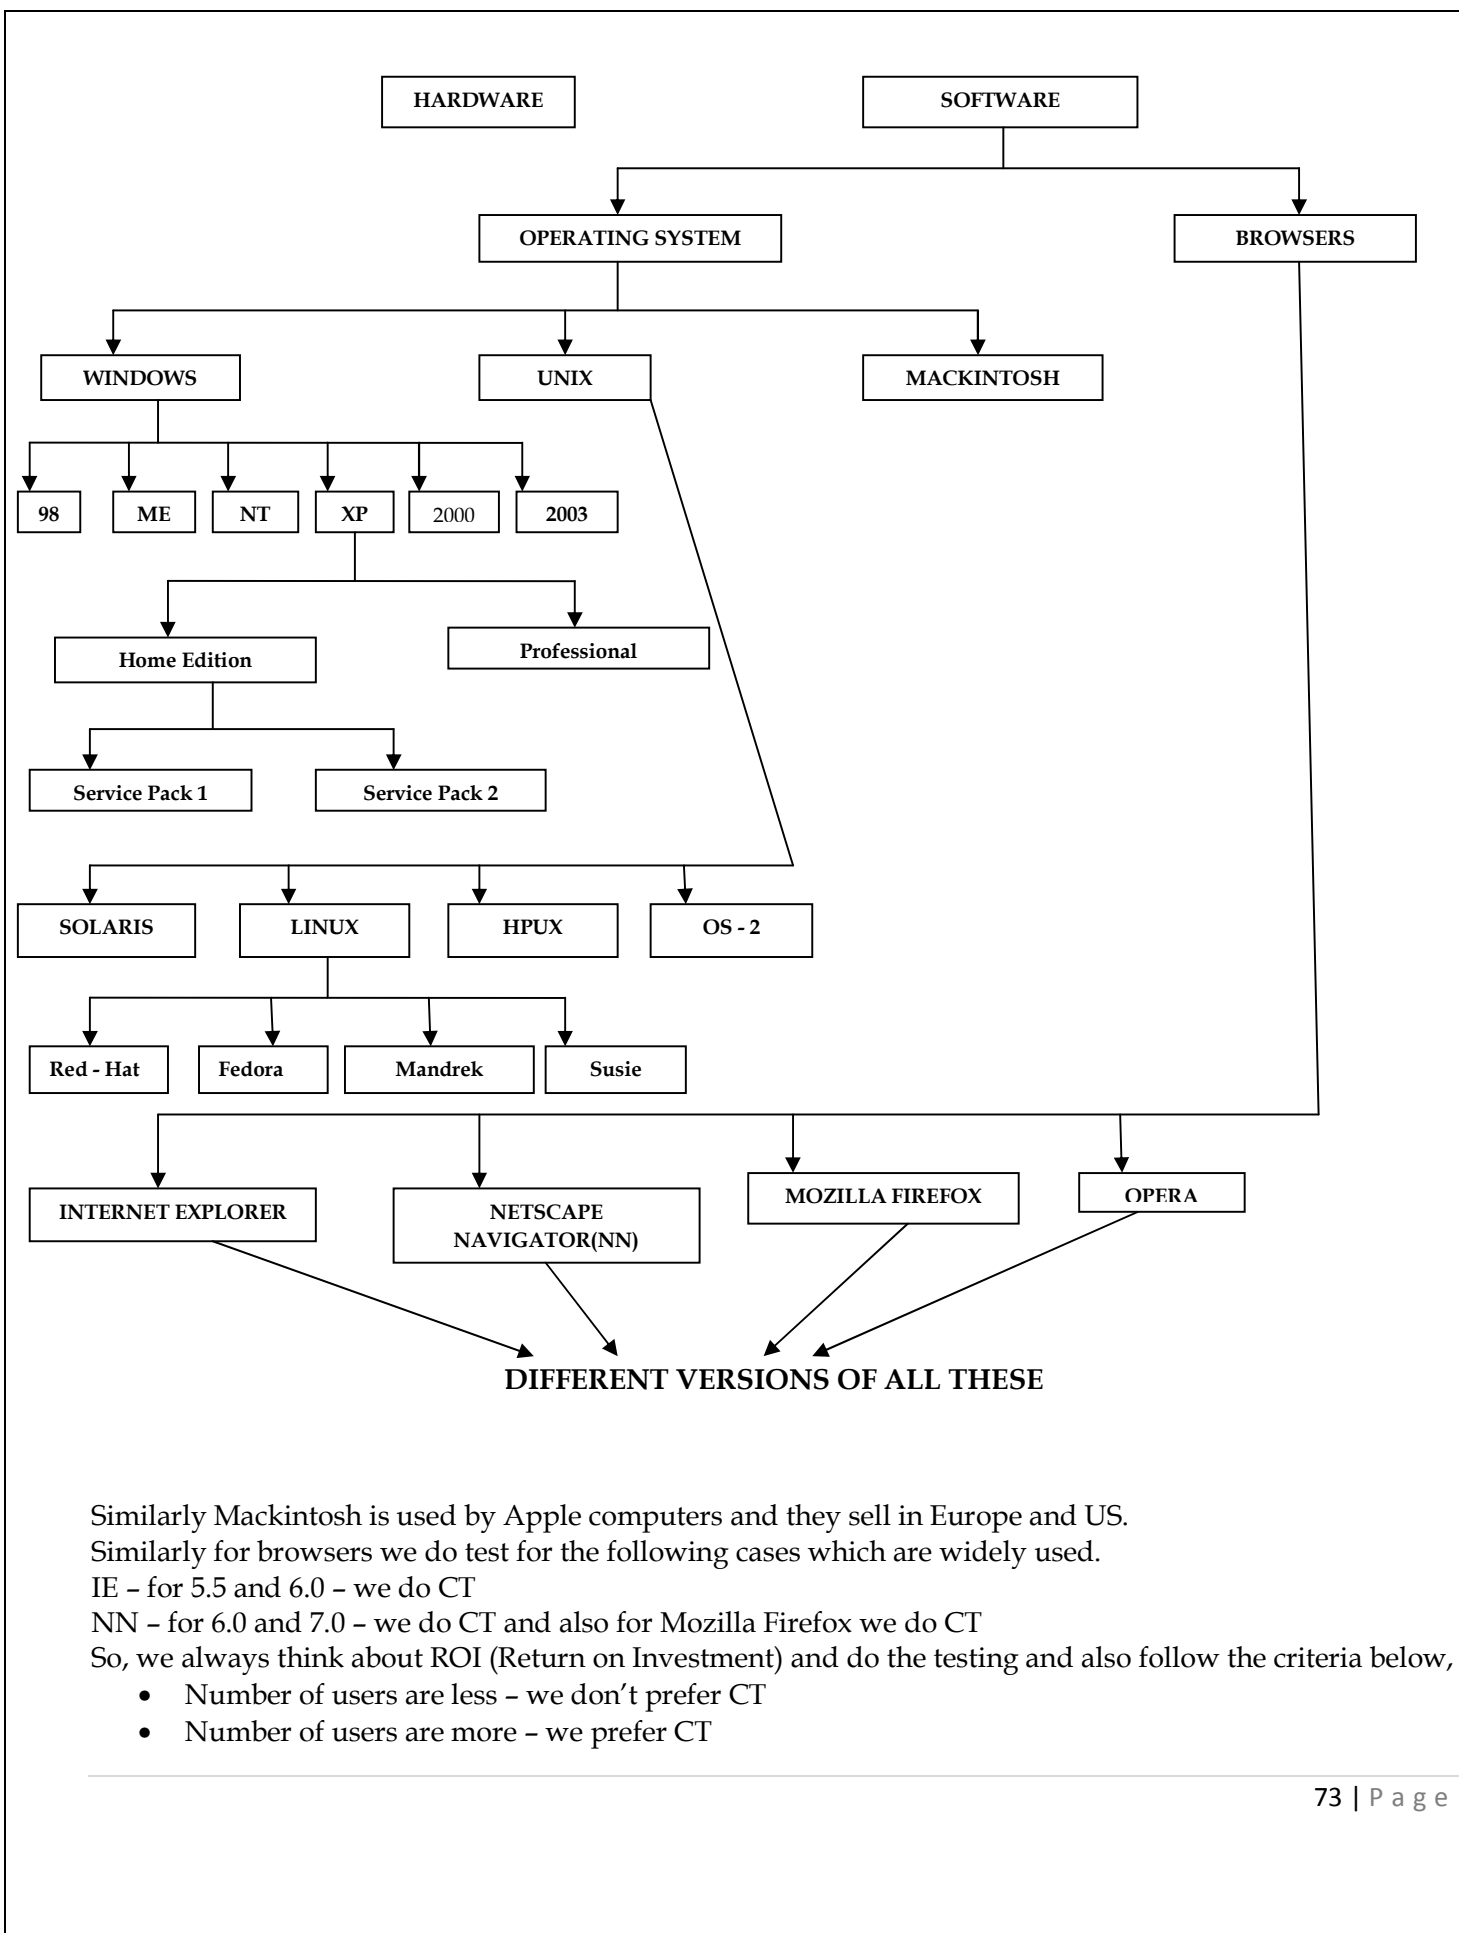 HARDWARE
SOFTWARE
OPERATING SYSTEM
BROWSERS
WINDOWS
UNIX
MACKINTOSH
98
ME
NT
XP
2000
2003
Home Edition
Professional
Service Pack 1
Service Pack 2
SOLARIS
LINUX
HPUX
OS - 2
Red - Hat
Fedora
Mandrek
Susie
INTERNET EXPLORER
NETSCAPE
NAVIGATOR(NN)
MOZILLA FIREFOX
OPERA
DIFFERENT VERSIONS OF ALL THESE
Similarly Mackintosh is used by Apple computers and they sell in Europe and US.
Similarly for browsers we do test for the following cases which are widely used.
IE – for 5.5 and 6.0 – we do CT
NN – for 6.0 and 7.0 – we do CT and also for Mozilla Firefox we do CT
So, we always think about ROI (Return on Investment) and do the testing and also follow the criteria below,
• Number of users are less – we don’t prefer CT
• Number of users are more – we prefer CT
73 | P a g e